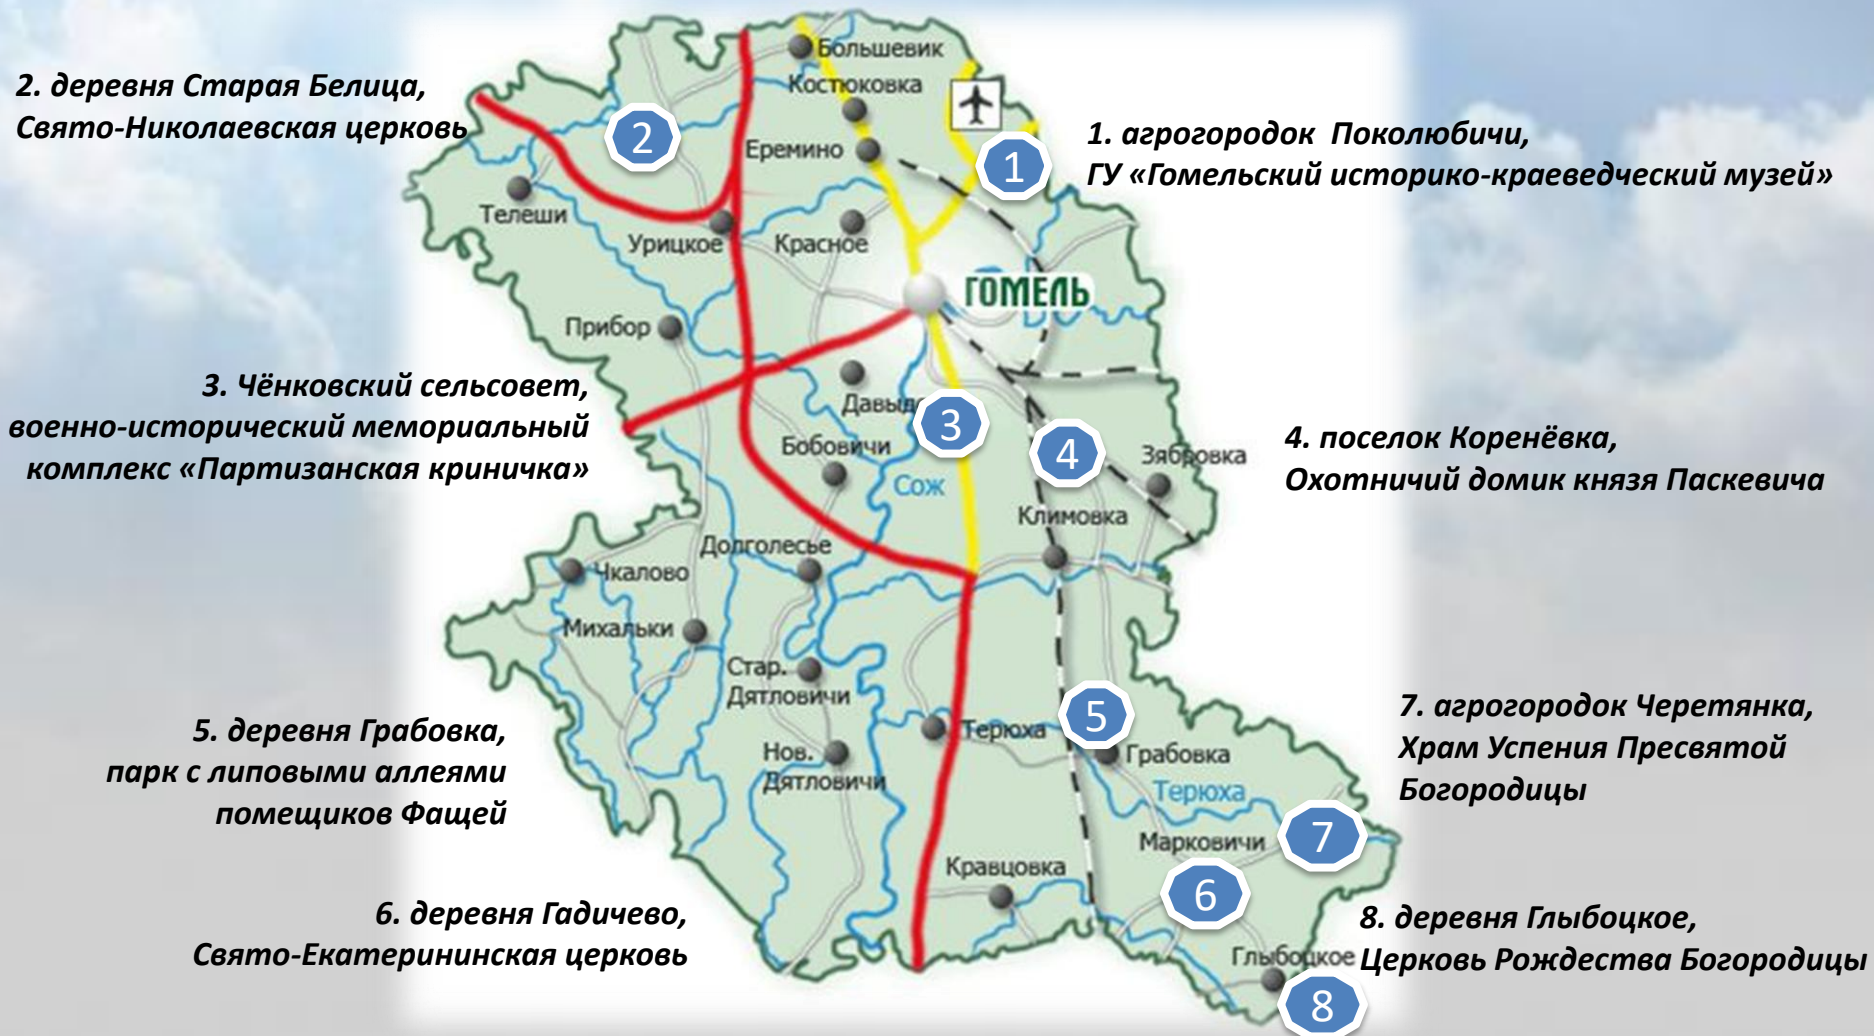 2. деревня Старая Белица,
Свято-Николаевская церковь
1. агрогородок Поколюбичи,
ГУ «Гомельский историко-краеведческий музей»
3. Чёнковский сельсовет,
военно-исторический мемориальный
комплекс «Партизанская криничка»
4. поселок Коренёвка,
Охотничий домик князя Паскевича
5. деревня Грабовка,
парк с липовыми аллеями
помещиков Фащей
7. агрогородок Черетянка,
Храм Успения Пресвятой
Богородицы
6. деревня Гадичево,
Свято-Екатерининская церковь
8. деревня Глыбоцкое,
Церковь Рождества Богородицы
Большевик
Костюковка
2
Еремино
1
Телеши
Урицкое
Красное
ГОМЕЛЬ
Прибор
Давыд
3
Бобовичи
4
Зябровка
Сож
Климовка
Долголесье
Чкалово
Михальки
Стар.
Дятловичи
5
Терюха
Нов.
Дятловичи
Грабовка
Терюха
Марковичи
7
Кравцовка
6
Глыбоцкое
8